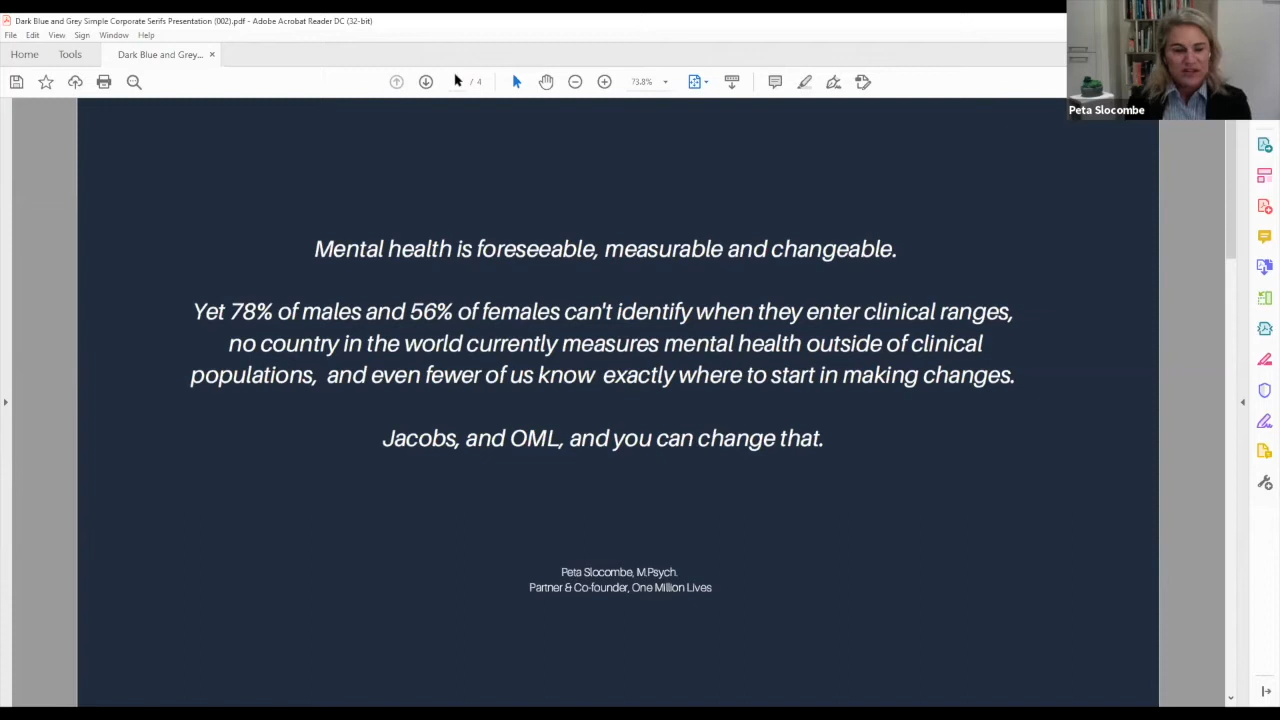 Dark Blue and Grey Simple Corporate Serifs Presentation (002).pdf - Adobe Acrobat Reader DC (32-bit)
File Edit View Sign Window Help
Home Tools Dark Blue and Grey... ×
/ 4 73.8%
Peta Slocombe
Mental health is foreseeable, measurable and changeable.
Yet 78% of males and 56% of females can't identify when they enter clinical ranges,
no country in the world currently measures mental health outside of clinical
populations, and even fewer of us know exactly where to start in making changes.
Jacobs, and OML, and you can change that.
Peta Slocombe, M.Psych.
Partner & Co-founder, One Million Lives